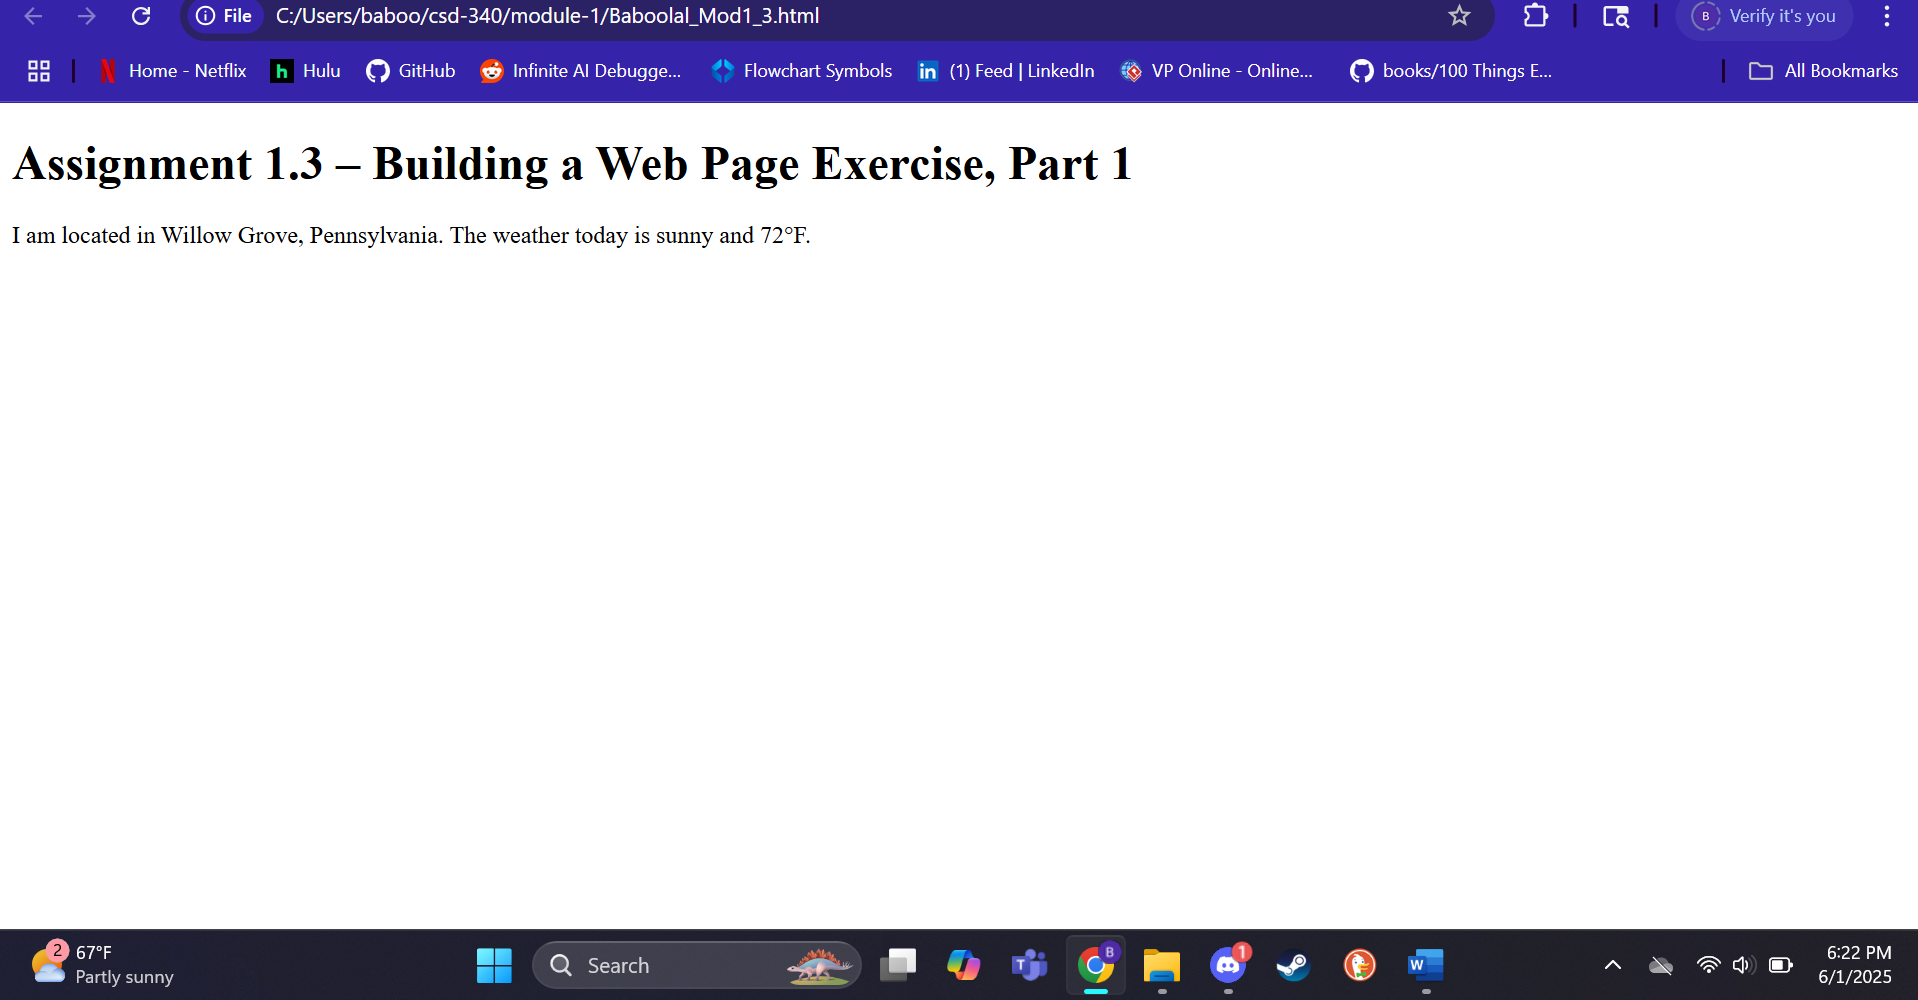 File C:/Users/baboo/csd-340/module-1/Baboolal_Mod1_3.html B Verify it's you
Home - Netflix h Hulu GitHub Infinite AI Debugge... Flowchart Symbols in (1) Feed | LinkedIn VP Online - Online... books/100 Things E... All Bookmarks
Assignment 1.3 – Building a Web Page Exercise, Part 1
I am located in Willow Grove, Pennsylvania. The weather today is sunny and 72°F.
2 67°F
Partly sunny
Search
T
B
1
W
6:22 PM
6/1/2025